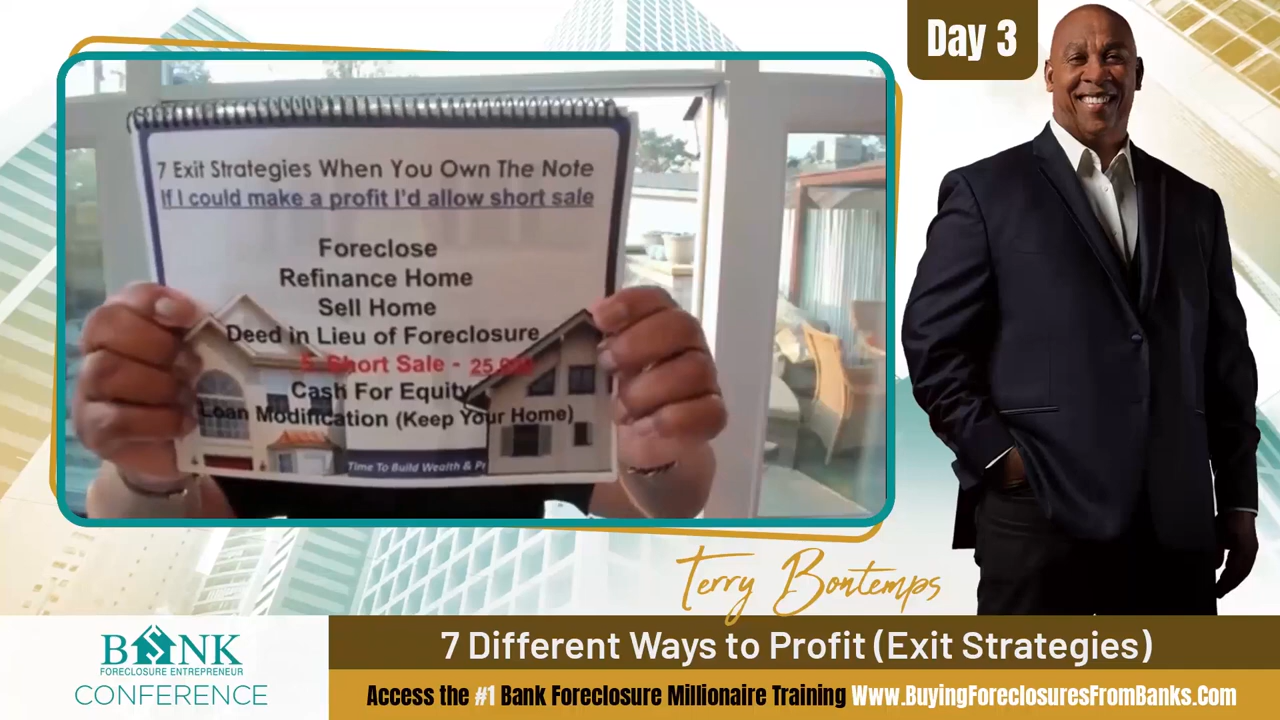 Day 3
7 Exit Strategies When You Own The Note
If I could make a profit I'd allow short sale
Foreclose
Refinance Home
Sell Home
Deed in Lieu of Foreclosure
5. Short Sale -
Cash For Equity
Loan Modification (Keep Your Home)
Time To Build Wealth &
Terry Bontemps
BANK
FORECLOSURE ENTREPRENEUR
CONFERENCE
7 Different Ways to Profit (Exit Strategies)
Access the #1 Bank Foreclosure Millionaire Training Www.BuyingForeclosuresFromBanks.Com